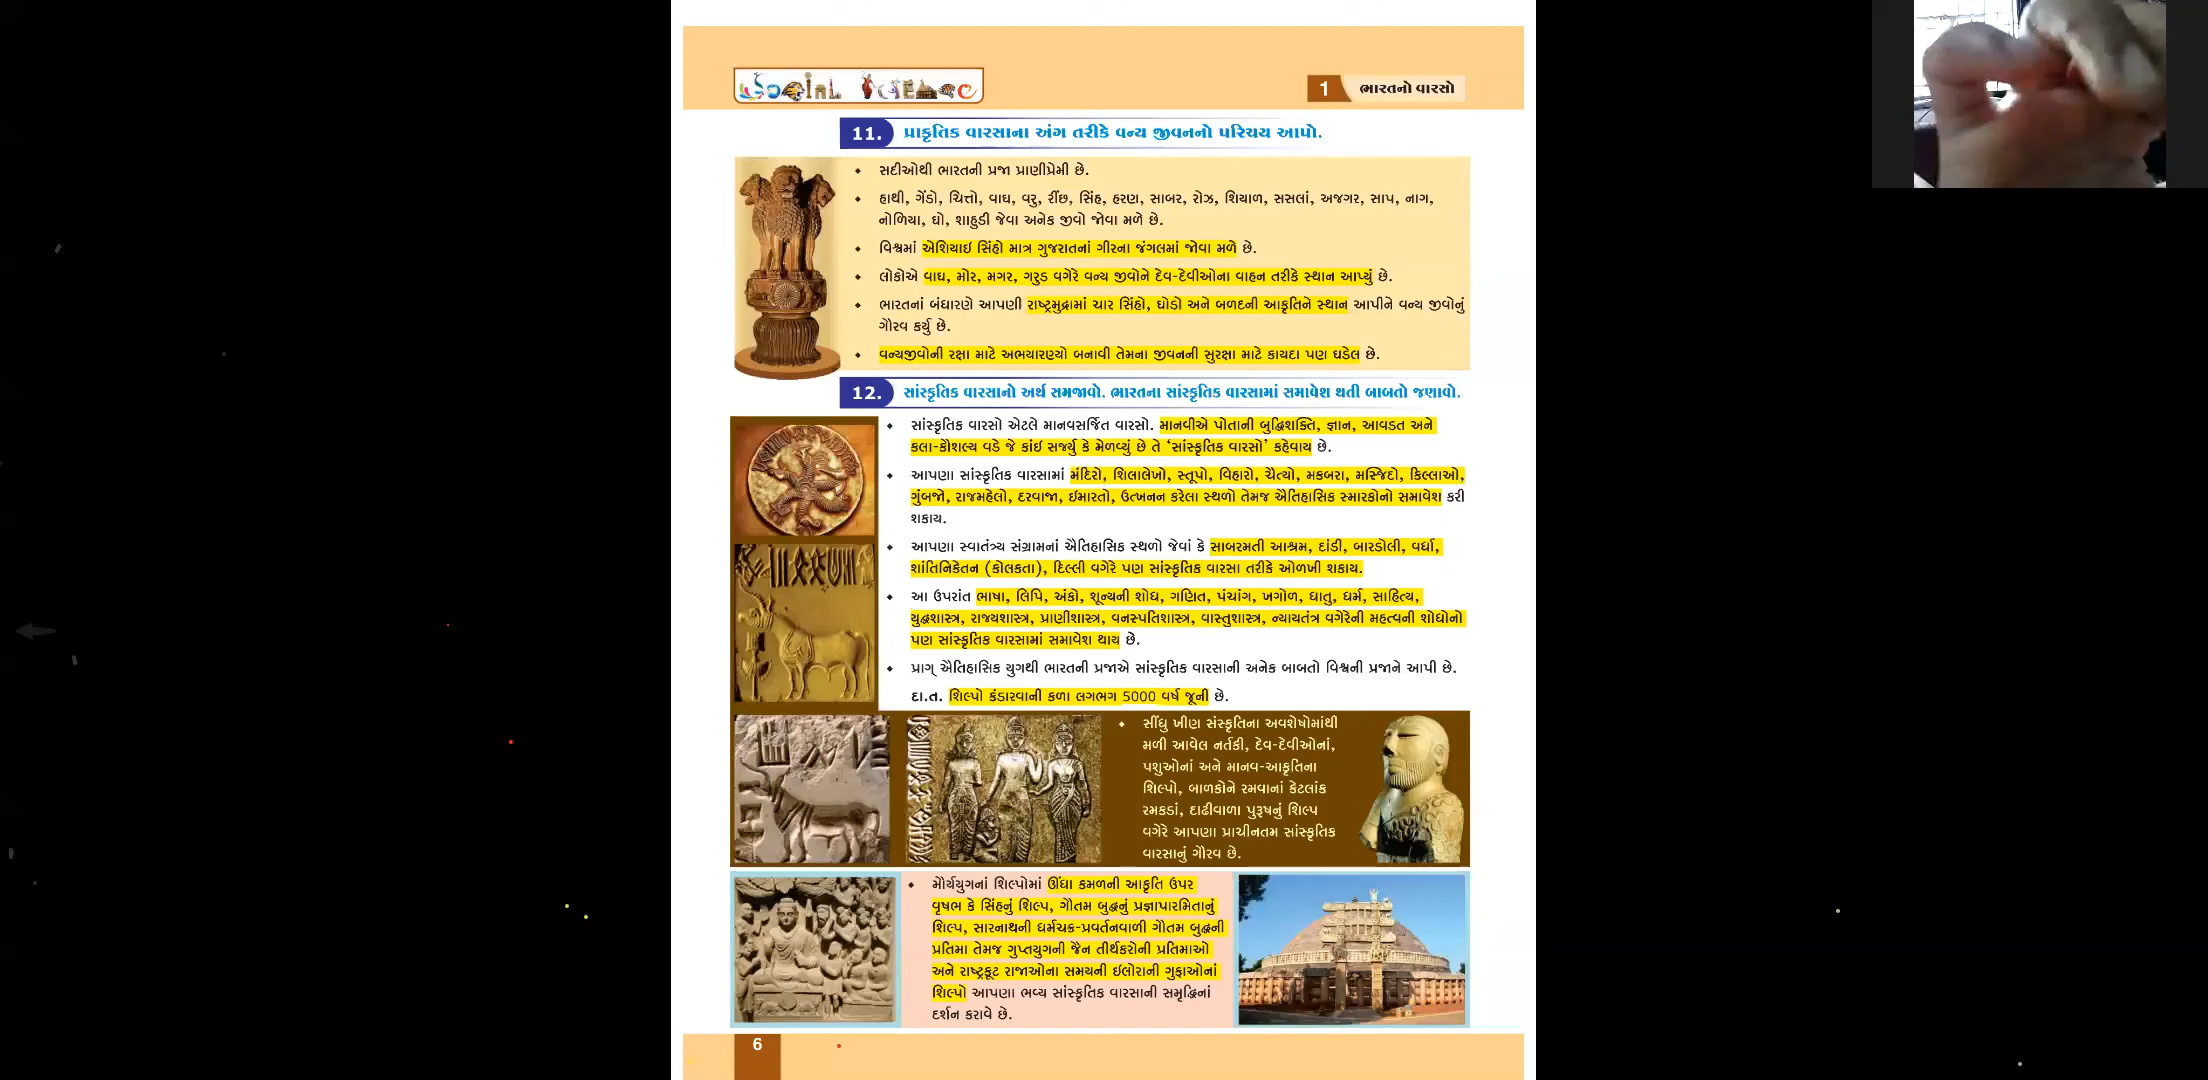 Social Science
1 ભારતનો વારસો
11. પ્રાકૃતિક વારસાના અંગ તરીકે વન્ય જીવનનો પરિચય આપો.
• સદીઓથી ભારતની પ્રજા પ્રાણીપ્રેમી છે.
• હાથી, ગેંડો, ચિત્તો, વાઘ, વરુ, રીંછ, સિંહ, હરણ, સાબર, રોઝ, શિયાળ, સસલાં, અજગર, સાપ, નાગ,
નોળિયા, ઘો, શાહુડી જેવા અનેક જીવો જોવા મળે છે.
• વિશ્વમાં એશિયાઇ સિંહો માત્ર ગુજરાતનાં ગીરના જંગલમાં જોવા મળે છે.
• લોકોએ વાઘ, મોર, મગર, ગરુડ વગેરે વન્ય જીવોને દેવ-દેવીઓના વાહન તરીકે સ્થાન આપ્યું છે.
• ભારતનાં બંધારણે આપણી રાષ્ટ્રમુદ્રામાં ચાર સિંહો, ઘોડો અને બળદની આકૃતિને સ્થાન આપીને વન્ય જીવોનું
ગૌરવ કર્યુ છે.
• વન્યજીવોની રક્ષા માટે અભયારણ્યો બનાવી તેમના જીવનની સુરક્ષા માટે કાયદા પણ ઘડેલ છે.
12. સાંસ્કૃતિક વારસાનો અર્થ સમજાવો. ભારતના સાંસ્કૃતિક વારસામાં સમાવેશ થતી બાબતો જણાવો.
• સાંસ્કૃતિક વારસો એટલે માનવસર્જિત વારસો. માનવીએ પોતાની બુદ્ધિશક્તિ, જ્ઞાન, આવડત અને
કલા-કૌશલ્ય વડે જે કાંઇ સર્જ્યુ કે મેળવ્યું છે તે ‘સાંસ્કૃતિક વારસો’ કહેવાય છે.
• આપણા સાંસ્કૃતિક વારસામાં મંદિરો, શિલાલેખો, સ્તૂપો, વિહારો, ચૈત્યો, મકબરા, મસ્જિદો, કિલ્લાઓ,
ગુંબજો, રાજમહેલો, દરવાજા, ઈમારતો, ઉત્ખનન કરેલા સ્થળો તેમજ ઐતિહાસિક સ્મારકોનો સમાવેશ કરી
શકાય.
• આપણા સ્વાતંત્ર્ય સંગ્રામનાં ઐતિહાસિક સ્થળો જેવાં કે સાબરમતી આશ્રમ, દાંડી, બારડોલી, વર્ધા,
શાંતિનિકેતન (કોલકતા), દિલ્લી વગેરે પણ સાંસ્કૃતિક વારસા તરીકે ઓળખી શકાય.
• આ ઉપરાંત ભાષા, લિપિ, અંકો, શૂન્યની શોધ, ગણિત, પંચાંગ, ખગોળ, ધાતુ, ધર્મ, સાહિત્ય,
યુદ્ધશાસ્ત્ર, રાજ્યશાસ્ત્ર, પ્રાણીશાસ્ત્ર, વનસ્પતિશાસ્ત્ર, વાસ્તુશાસ્ત્ર, ન્યાયતંત્ર વગેરેની મહત્વની શોધોનો
પણ સાંસ્કૃતિક વારસામાં સમાવેશ થાય છે.
• પ્રાગ્ ઐતિહાસિક યુગથી ભારતની પ્રજાએ સાંસ્કૃતિક વારસાની અનેક બાબતો વિશ્વની પ્રજાને આપી છે.
દા.ત. શિલ્પો કંડારવાની કળા લગભગ 5000 વર્ષ જૂની છે.
• સીંધુ ખીણ સંસ્કૃતિના અવશેષોમાંથી
મળી આવેલ નર્તકી, દેવ-દેવીઓનાં,
પશુઓનાં અને માનવ-આકૃતિના
શિલ્પો, બાળકોને રમવાનાં કેટલાંક
રમકડાં, દાઢીવાળા પુરૂષનું શિલ્પ
વગેરે આપણા પ્રાચીનતમ સાંસ્કૃતિક
વારસાનું ગૌરવ છે.
• મૌર્યયુગનાં શિલ્પોમાં ઊંધા કમળની આકૃતિ ઉપર
વૃષભ કે સિંહનું શિલ્પ, ગૌતમ બુદ્ધનું પ્રજ્ઞાપારમિતાનું
શિલ્પ, સારનાથની ધર્મચક્ર-પ્રવર્તનવાળી ગૌતમ બુદ્ધની
પ્રતિમા તેમજ ગુપ્તયુગની જૈન તીર્થંકરોની પ્રતિમાઓ
અને રાષ્ટ્રકૂટ રાજાઓના સમયની ઈલોરાની ગુફાઓનાં
શિલ્પો આપણા ભવ્ય સાંસ્કૃતિક વારસાની સમૃદ્ધિનાં
દર્શન કરાવે છે.
6